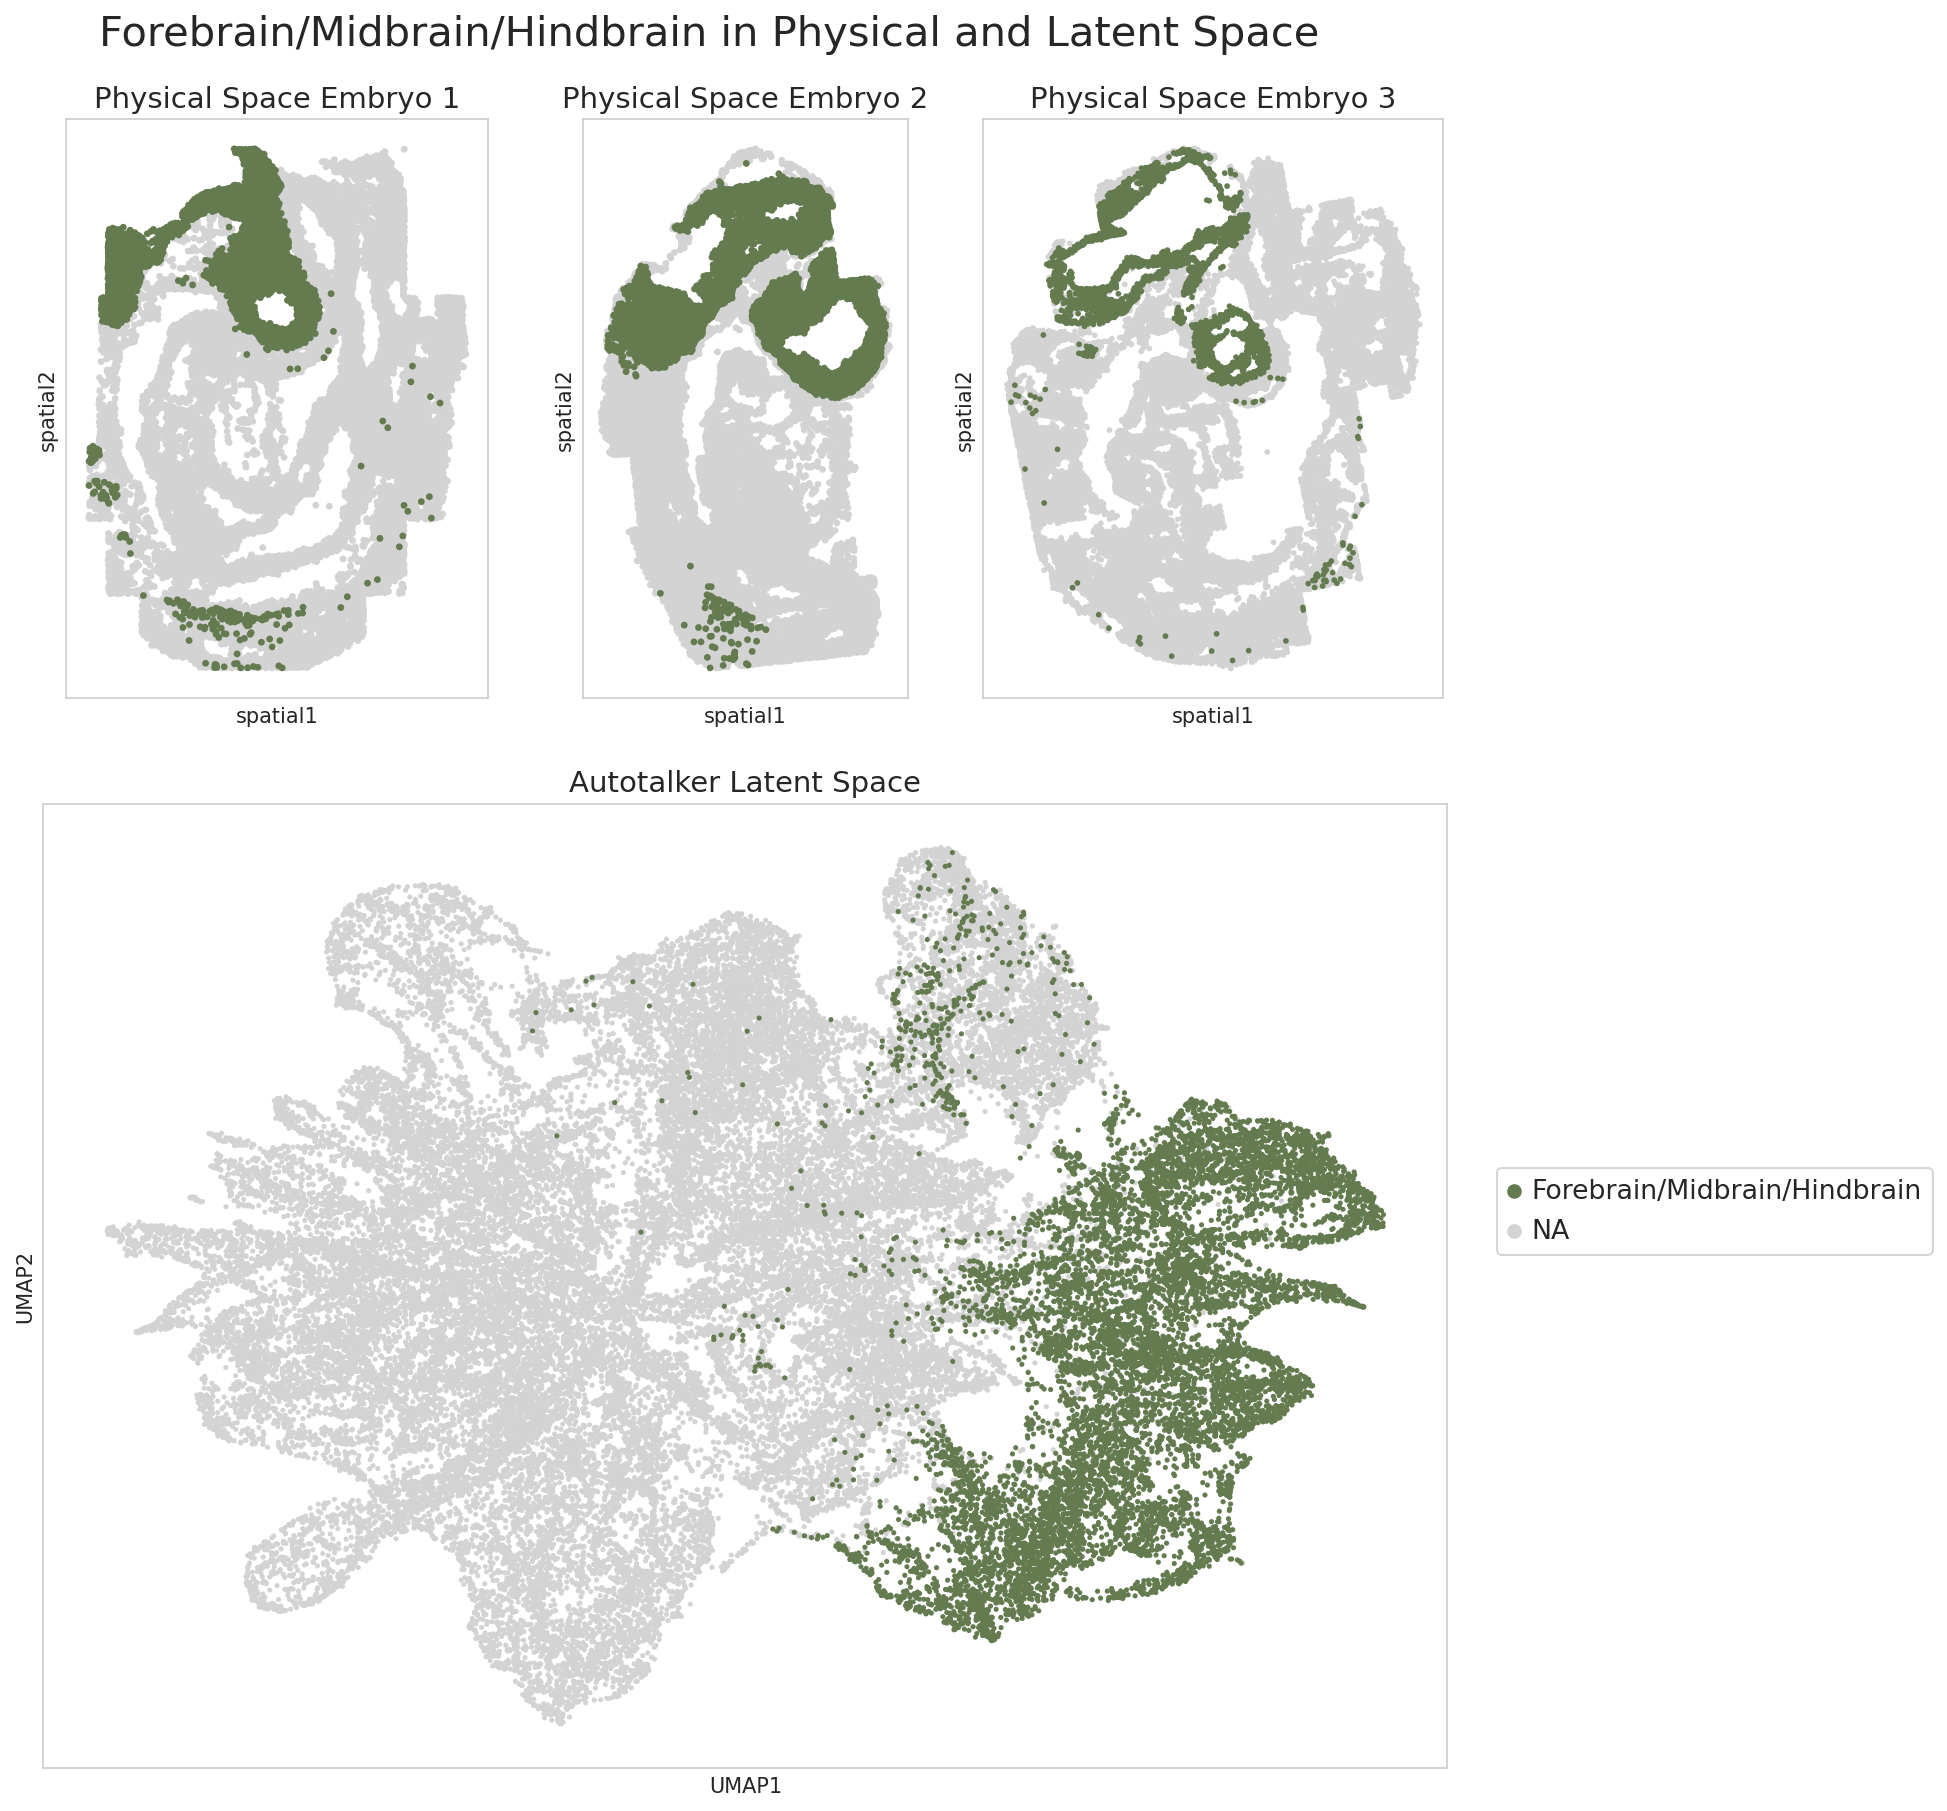 Forebrain/Midbrain/Hindbrain in Physical and Latent Space
Physical Space Embryo 1
Physical Space Embryo 2
Physical Space Embryo 3
spatial2
spatial2
spatial2
spatial1
spatial1
spatial1
Autotalker Latent Space
UMAP2
UMAP1
Forebrain/Midbrain/Hindbrain
NA